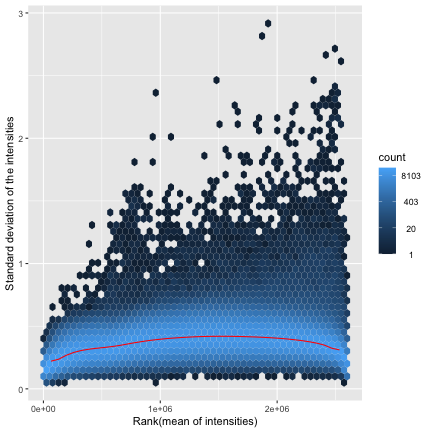 3
2
1
0
Standard deviation of the intensities
0e+00
1e+06
2e+06
Rank(mean of intensities)
count
8103
403
20
1